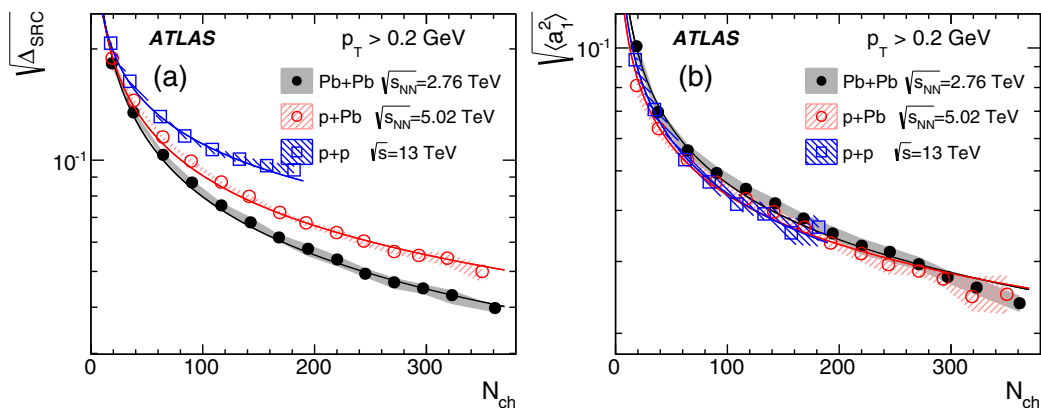 √Δ_SRC
ATLAS
p_T > 0.2 GeV
(a)
Pb+Pb √s_NN=2.76 TeV
p+Pb √s_NN=5.02 TeV
p+p √s=13 TeV
10⁻¹
0 100 200 300
N_ch
√⟨a₁²⟩
10⁻¹
ATLAS
p_T > 0.2 GeV
(b)
Pb+Pb √s_NN=2.76 TeV
p+Pb √s_NN=5.02 TeV
p+p √s=13 TeV
0 100 200 300
N_ch